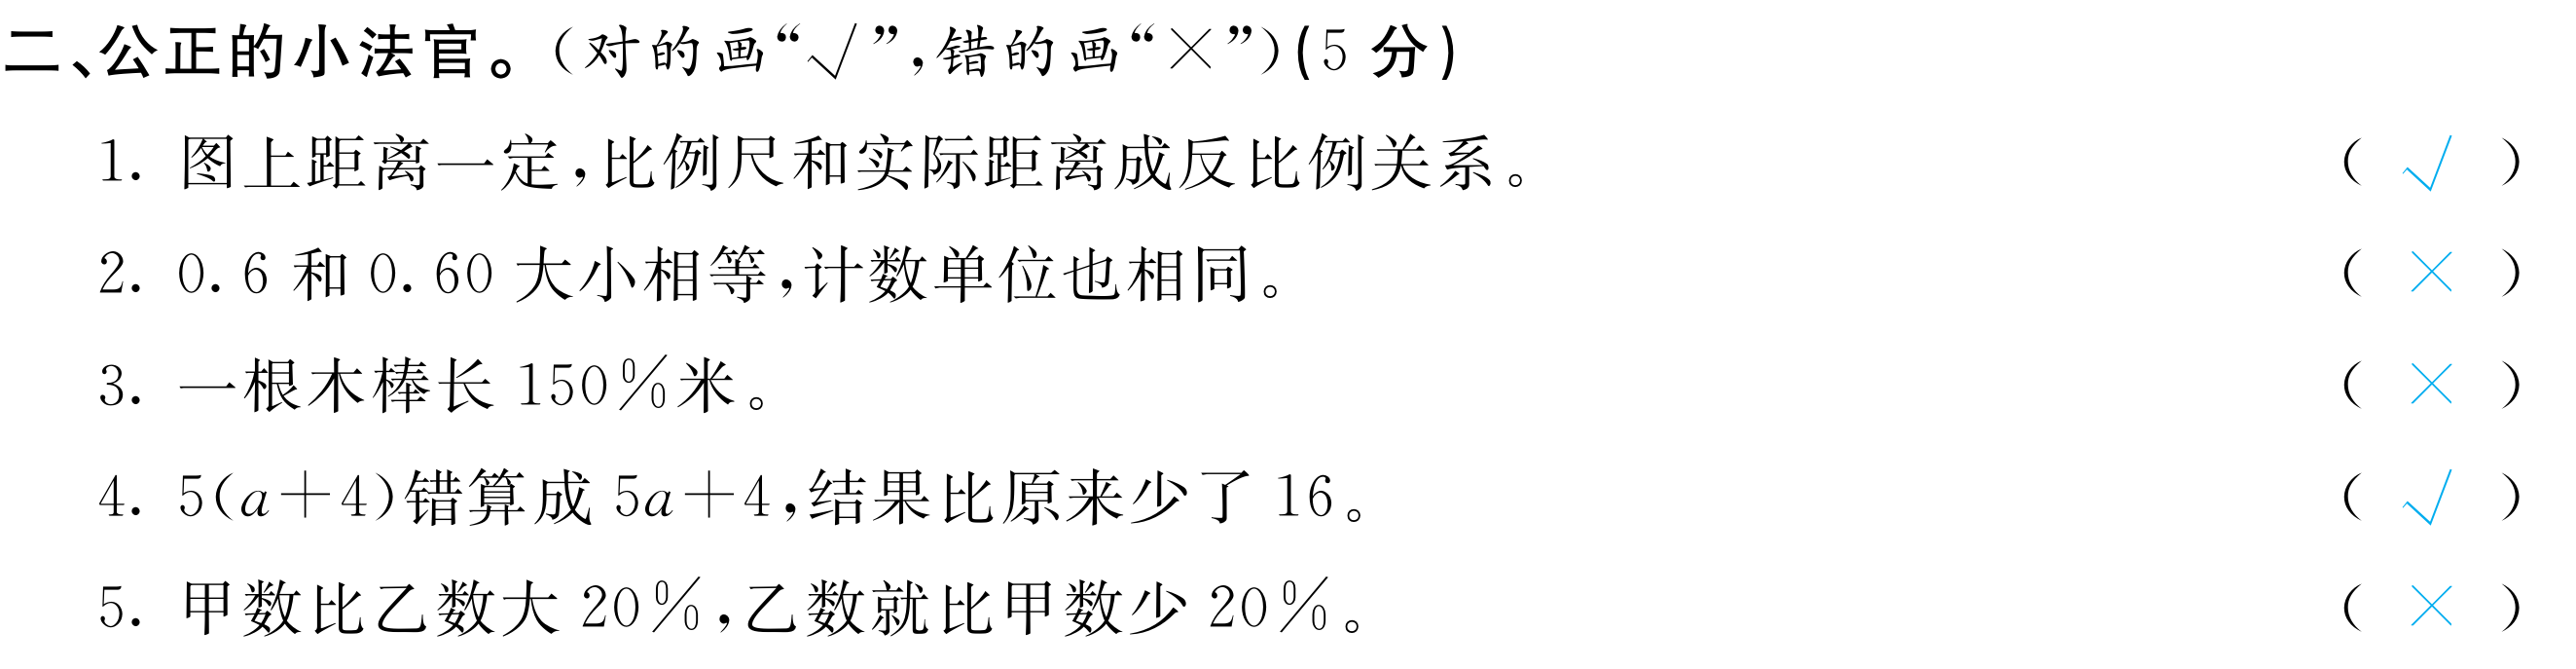 二、公正的小法官。(对的画“√”,错的画“×”)(5 分)
1. 图上距离一定,比例尺和实际距离成反比例关系。 ( √ )
2. 0.6 和 0.60 大小相等,计数单位也相同。 ( × )
3. 一根木棒长 150%米。 ( × )
4. 5(a+4)错算成 5a+4,结果比原来少了 16。 ( √ )
5. 甲数比乙数大 20%,乙数就比甲数少 20%。 ( × )